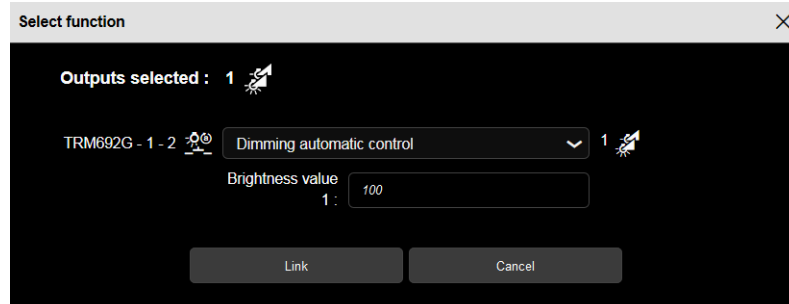 Select function
Outputs selected : 1
TRM692G - 1 - 2 Dimming automatic control 1
Brightness value
1 : 100
Link Cancel